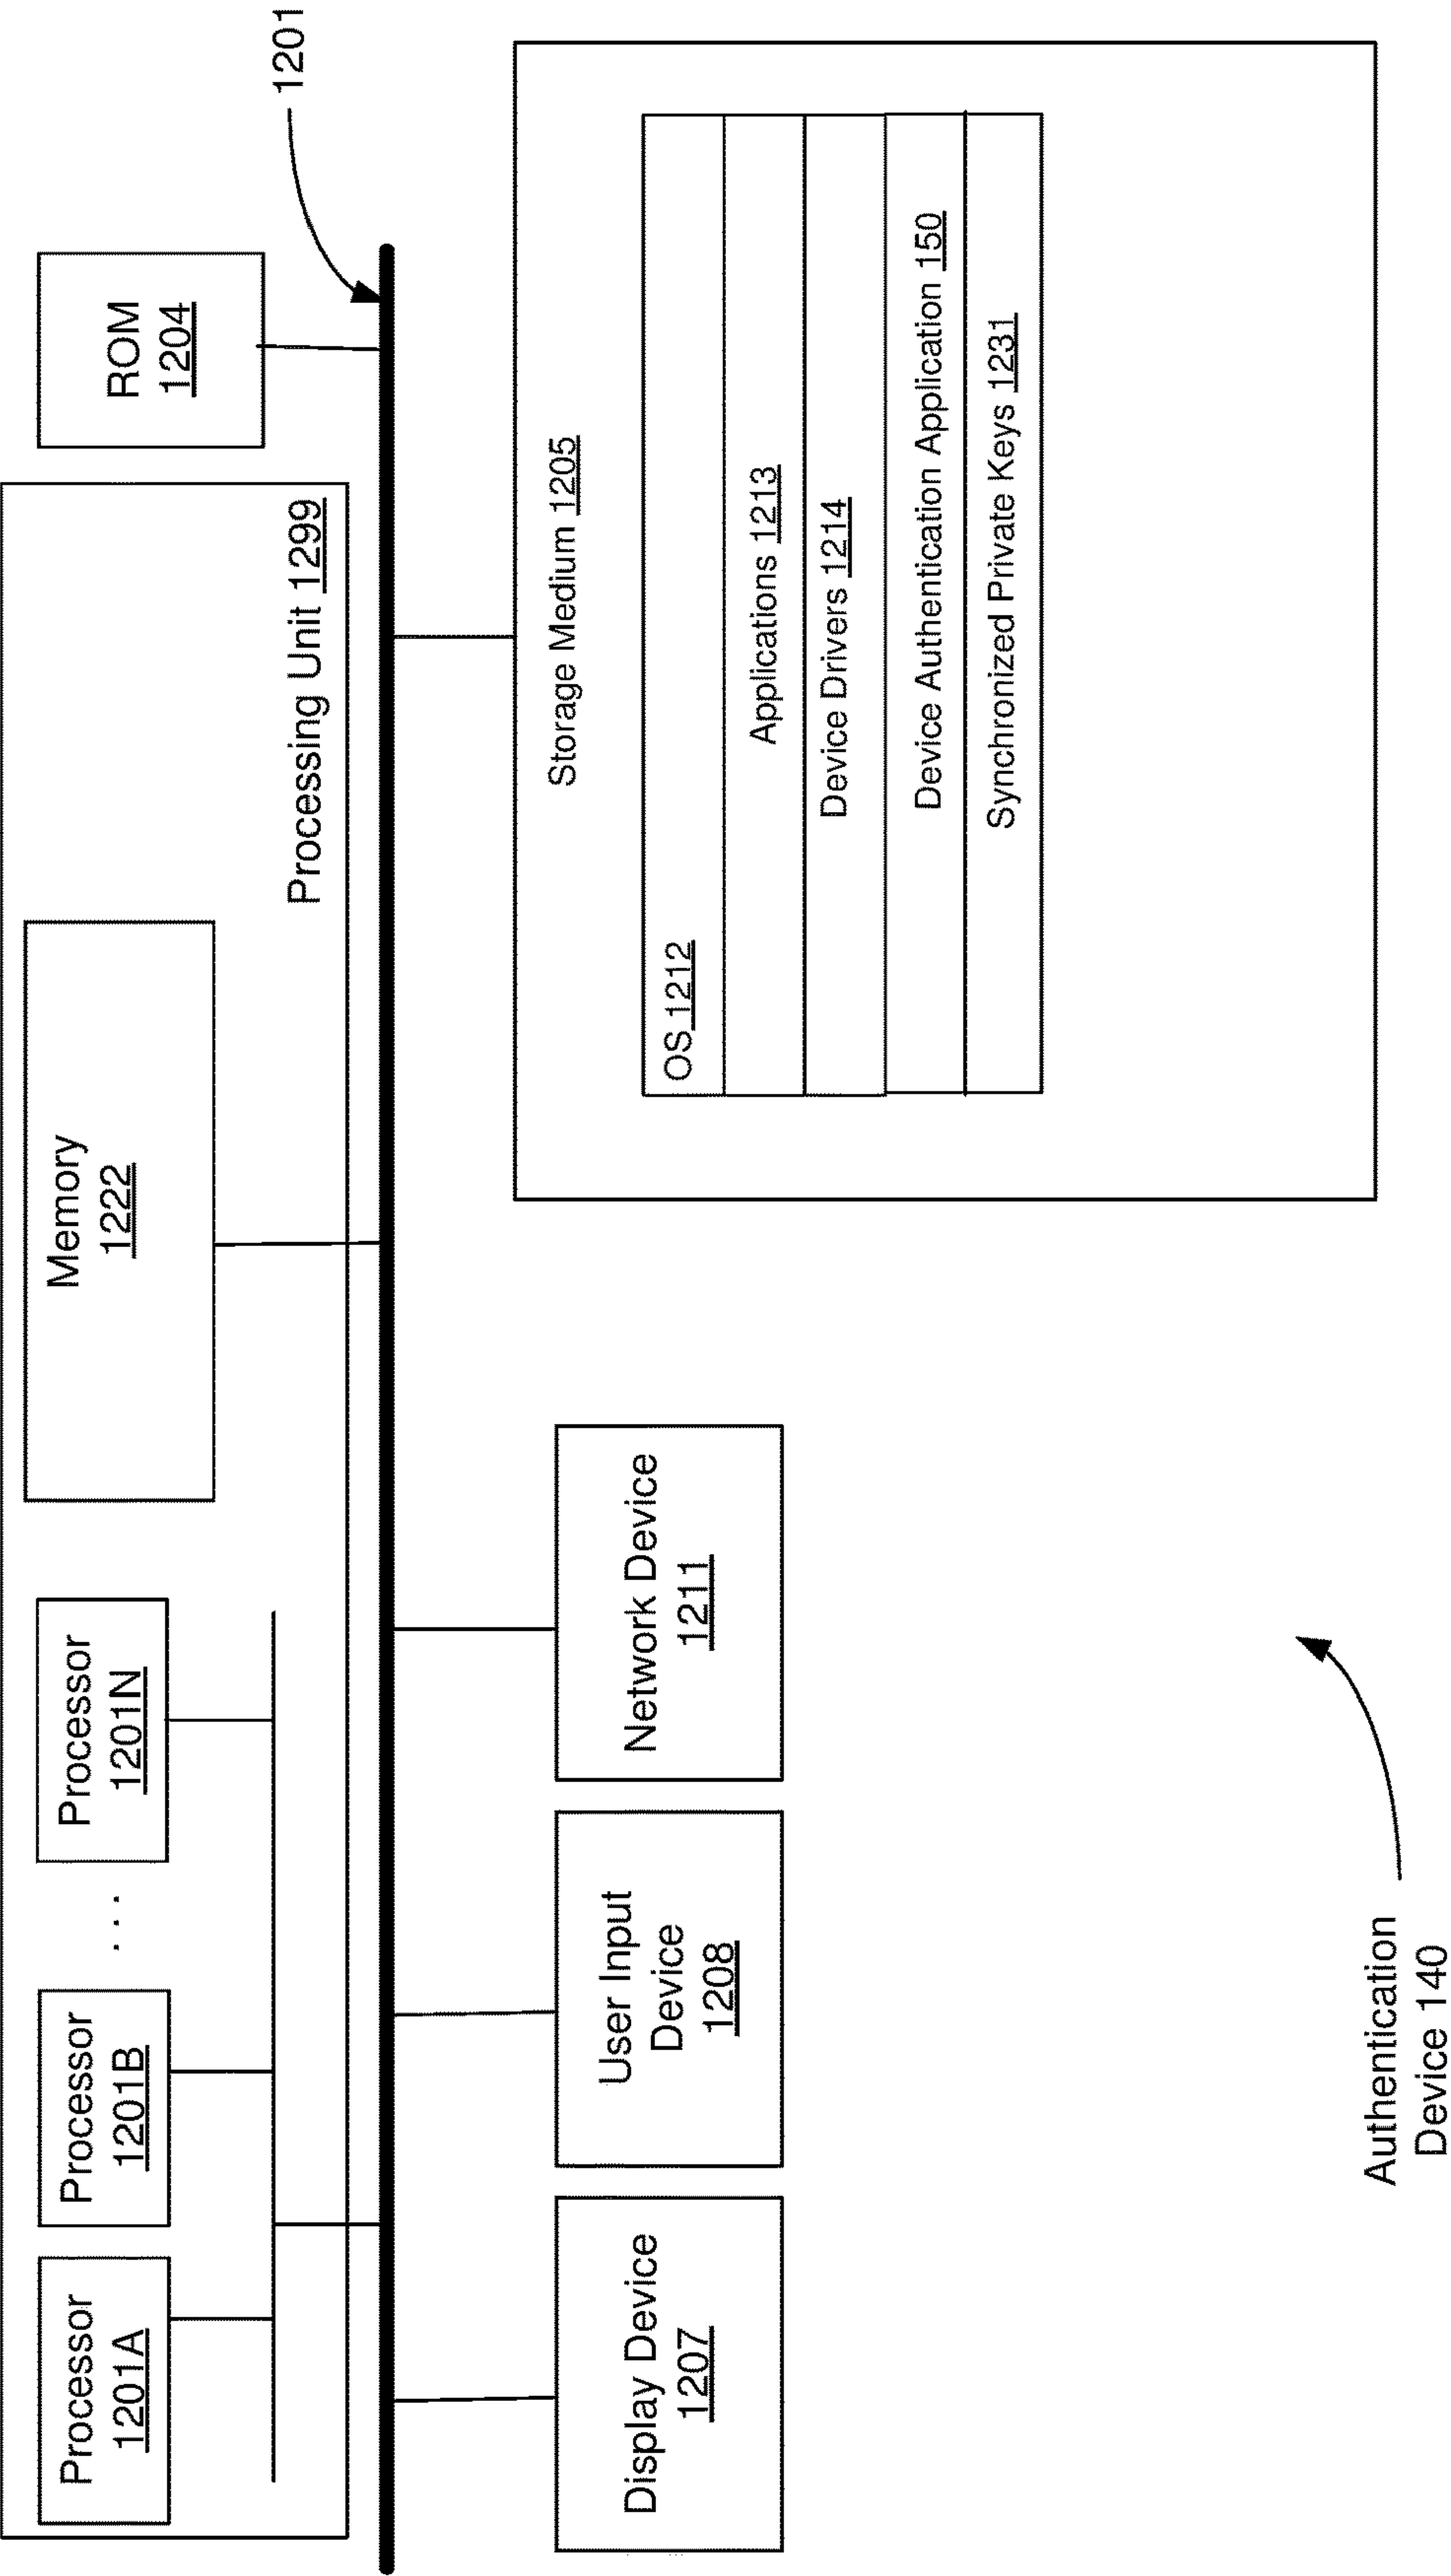 Processor
1201A
Processor
1201B
. . .
Processor
1201N
Memory
1222
Processing Unit 1299
ROM
1204
1201
Display Device
1207
User Input
Device
1208
Network Device
1211
Storage Medium 1205
OS 1212
Applications 1213
Device Drivers 1214
Device Authentication Application 150
Synchronized Private Keys 1231
Authentication
Device 140